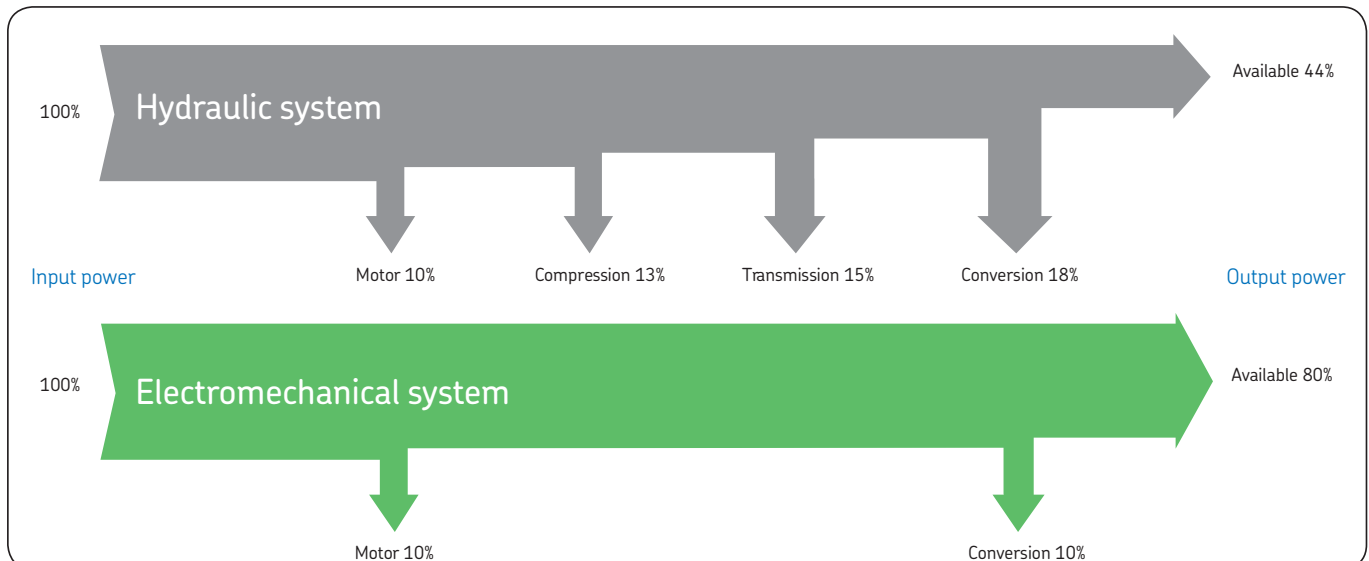 Available 44%
100%
Hydraulic system
Motor 10%
Compression 13%
Transmission 15%
Conversion 18%
Input power
Output power
Available 80%
100%
Electromechanical system
Motor 10%
Conversion 10%